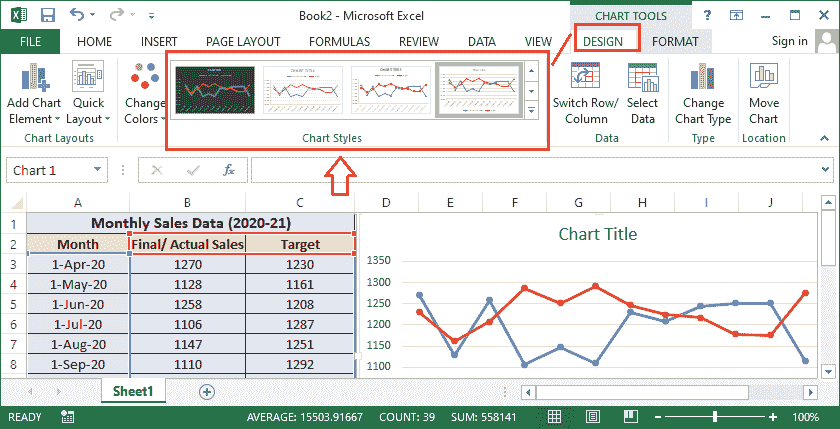 Book2 - Microsoft Excel
CHART TOOLS
?
FILE HOME INSERT PAGE LAYOUT FORMULAS REVIEW DATA VIEW DESIGN FORMAT Sign in
Add Chart Element
Quick Layout
Chart Layouts
Change Colors
CHART TITLE
Chart Styles
Switch Row/ Column
Select Data
Data
Change Chart Type
Type
Move Chart
Location
Chart 1
fx
A B C D E F G H I J
1 Monthly Sales Data (2020-21)
2 Month Final/ Actual Sales Target
3 1-Apr-20 1270 1230
4 1-May-20 1128 1161
5 1-Jun-20 1258 1208
6 1-Jul-20 1106 1287
7 1-Aug-20 1147 1251
8 1-Sep-20 1110 1292
Chart Title
1350
1300
1250
1200
1150
1100
Sheet1
READY AVERAGE: 15503.91667 COUNT: 39 SUM: 558141 100%